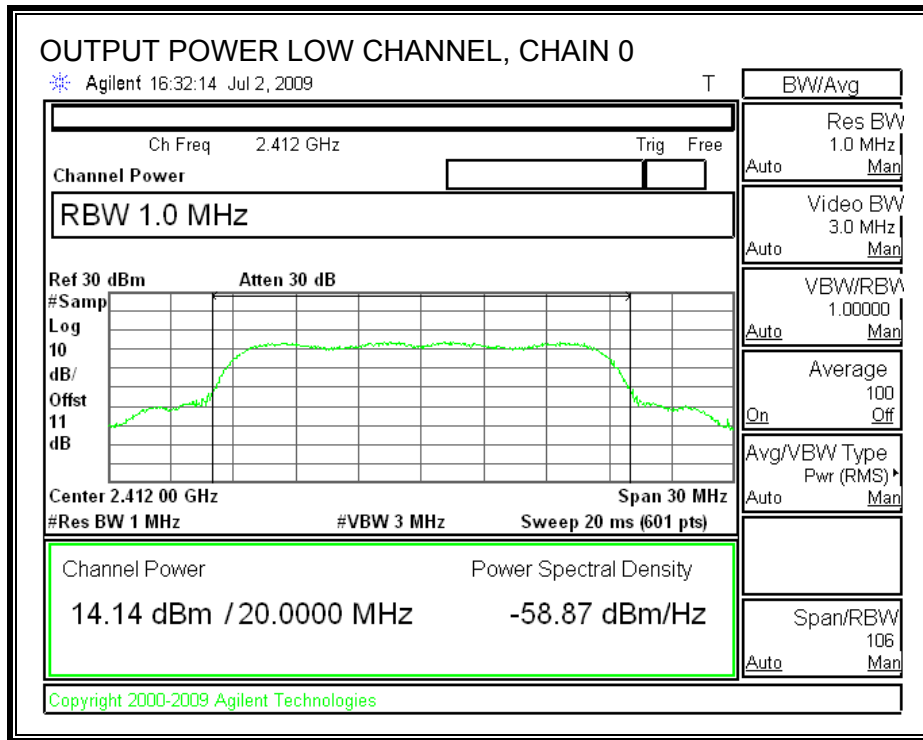 OUTPUT POWER LOW CHANNEL, CHAIN 0
Agilent 16:32:14 Jul 2, 2009 T
Ch Freq 2.412 GHz Trig Free
Channel Power
RBW 1.0 MHz
Ref 30 dBm Atten 30 dB
#Samp
Log
10
dB/
Offst
11
dB
Center 2.412 00 GHz Span 30 MHz
#Res BW 1 MHz #VBW 3 MHz Sweep 20 ms (601 pts)
Channel Power Power Spectral Density
14.14 dBm / 20.0000 MHz -58.87 dBm/Hz
Copyright 2000-2009 Agilent Technologies
BW/Avg
Res BW
1.0 MHz
Auto Man
Video BW
3.0 MHz
Auto Man
VBW/RBW
1.00000
Auto Man
Average
100
On Off
Avg/VBW Type
Pwr (RMS)
Auto Man
Span/RBW
106
Auto Man